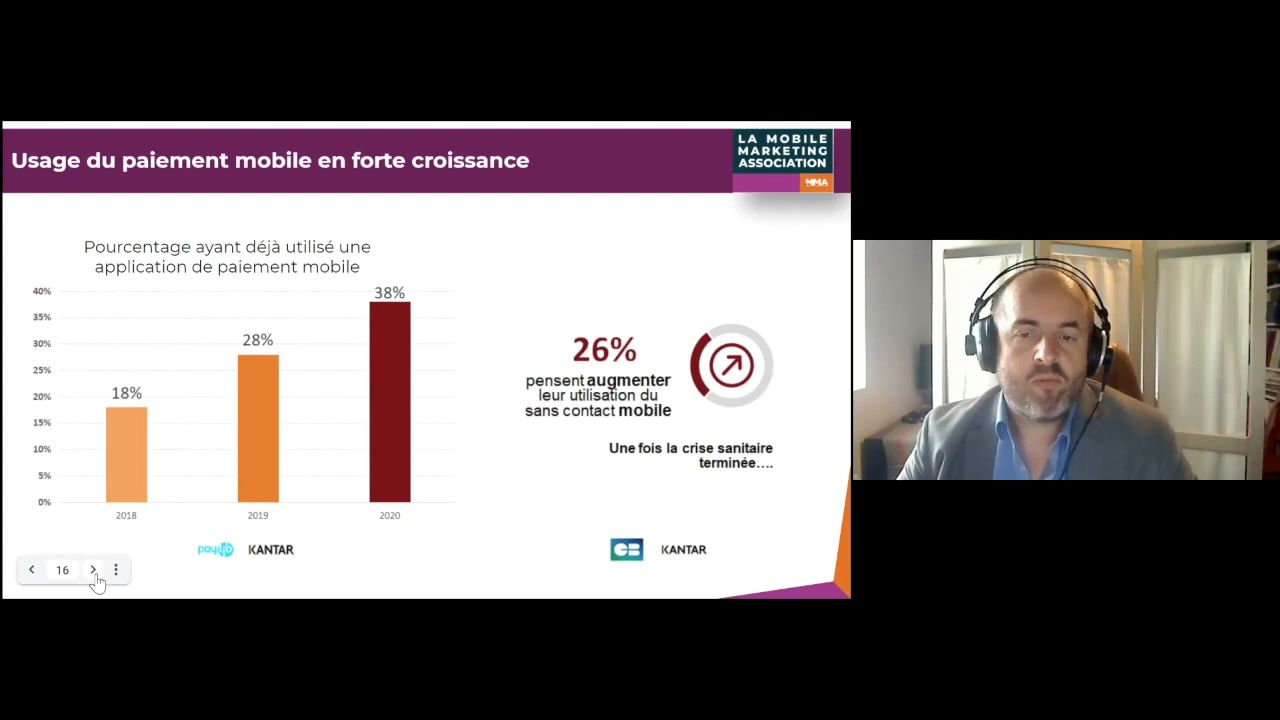 Usage du paiement mobile en forte croissance
LA MOBILE
MARKETING
ASSOCIATION
MMA
Pourcentage ayant déjà utilisé une
application de paiement mobile
40%
35%
30%
25%
20%
15%
10%
5%
0%
18%
28%
38%
2018
2019
2020
paylib
KANTAR
26%
pensent augmenter
leur utilisation du
sans contact mobile
Une fois la crise sanitaire
terminée....
CB
KANTAR
16